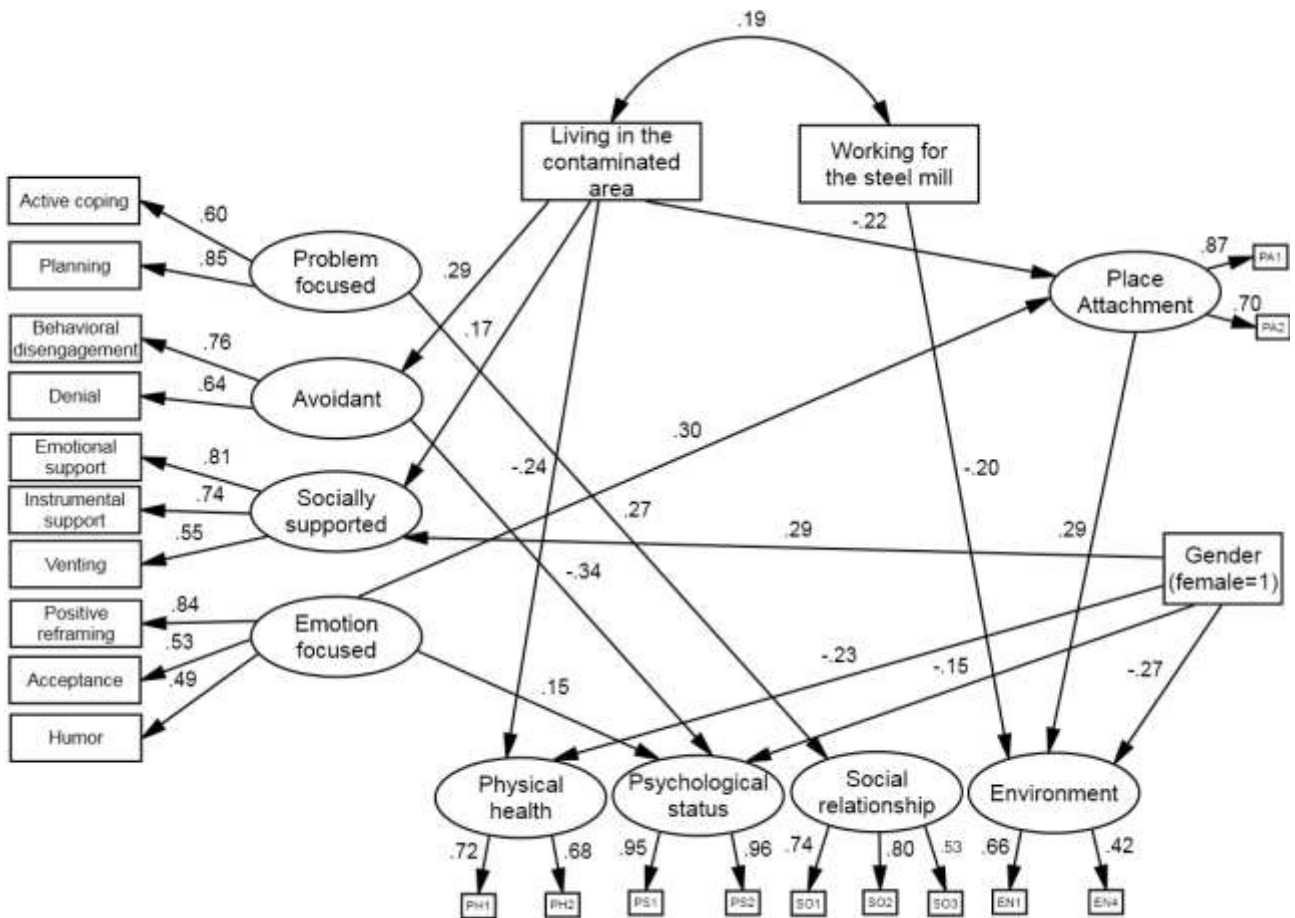 .19
Living in the
contaminated
area
Working for
the steel mill
Active coping
.60
Planning
.85
Problem
focused
.29
.17
-.22
Place
Attachment
.87
PA1
.70
PA2
Behavioral
disengagement
.76
Denial
.64
Avoidant
Emotional
support
.81
Instrumental
support
.74
Venting
.55
Socially
supported
.30
-.24
.27
-.20
.29
.29
Gender
(female=1)
-.34
Positive
reframing
.84
Acceptance
.53
Humor
.49
Emotion
focused
.15
-.23
-.15
-.27
Physical
health
Psychological
status
Social
relationship
Environment
.72
.68
.95
.96
.74
.80
.53
.66
.42
PH1
PH2
PS1
PS2
SO1
SO2
SO3
EN1
EN4